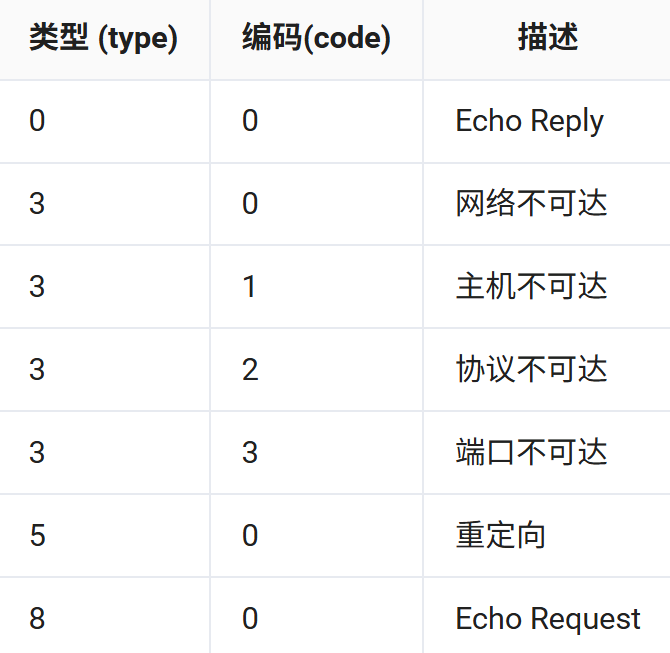 类型 (type) 编码(code) 描述
0 0 Echo Reply
3 0 网络不可达
3 1 主机不可达
3 2 协议不可达
3 3 端口不可达
5 0 重定向
8 0 Echo Request